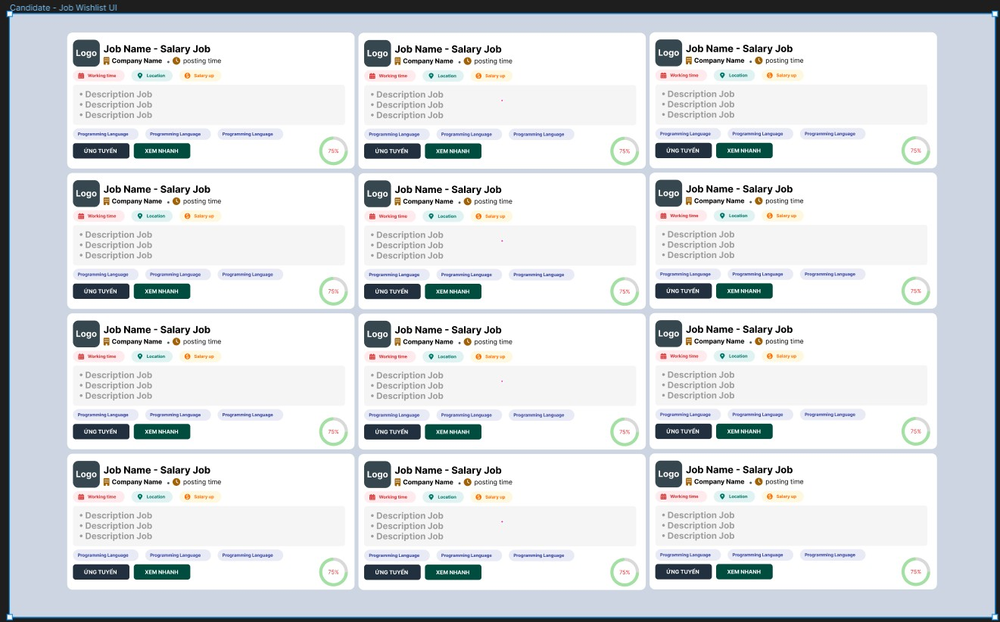 Candidate - Job Wishlist UI
Logo
Job Name - Salary Job
Company Name • posting time
Working time Location Salary up
• Description Job
• Description Job
• Description Job
Programming Language Programming Language Programming Language
ỨNG TUYỂN XEM NHANH 75%
Logo
Job Name - Salary Job
Company Name • posting time
Working time Location Salary up
• Description Job
• Description Job
• Description Job
Programming Language Programming Language Programming Language
ỨNG TUYỂN XEM NHANH 75%
Logo
Job Name - Salary Job
Company Name • posting time
Working time Location Salary up
• Description Job
• Description Job
• Description Job
Programming Language Programming Language Programming Language
ỨNG TUYỂN XEM NHANH 75%
Logo
Job Name - Salary Job
Company Name • posting time
Working time Location Salary up
• Description Job
• Description Job
• Description Job
Programming Language Programming Language Programming Language
ỨNG TUYỂN XEM NHANH 75%
Logo
Job Name - Salary Job
Company Name • posting time
Working time Location Salary up
• Description Job
• Description Job
• Description Job
Programming Language Programming Language Programming Language
ỨNG TUYỂN XEM NHANH 75%
Logo
Job Name - Salary Job
Company Name • posting time
Working time Location Salary up
• Description Job
• Description Job
• Description Job
Programming Language Programming Language Programming Language
ỨNG TUYỂN XEM NHANH 75%
Logo
Job Name - Salary Job
Company Name • posting time
Working time Location Salary up
• Description Job
• Description Job
• Description Job
Programming Language Programming Language Programming Language
ỨNG TUYỂN XEM NHANH 75%
Logo
Job Name - Salary Job
Company Name • posting time
Working time Location Salary up
• Description Job
• Description Job
• Description Job
Programming Language Programming Language Programming Language
ỨNG TUYỂN XEM NHANH 75%
Logo
Job Name - Salary Job
Company Name • posting time
Working time Location Salary up
• Description Job
• Description Job
• Description Job
Programming Language Programming Language Programming Language
ỨNG TUYỂN XEM NHANH 75%
Logo
Job Name - Salary Job
Company Name • posting time
Working time Location Salary up
• Description Job
• Description Job
• Description Job
Programming Language Programming Language Programming Language
ỨNG TUYỂN XEM NHANH 75%
Logo
Job Name - Salary Job
Company Name • posting time
Working time Location Salary up
• Description Job
• Description Job
• Description Job
Programming Language Programming Language Programming Language
ỨNG TUYỂN XEM NHANH 75%
Logo
Job Name - Salary Job
Company Name • posting time
Working time Location Salary up
• Description Job
• Description Job
• Description Job
Programming Language Programming Language Programming Language
ỨNG TUYỂN XEM NHANH 75%